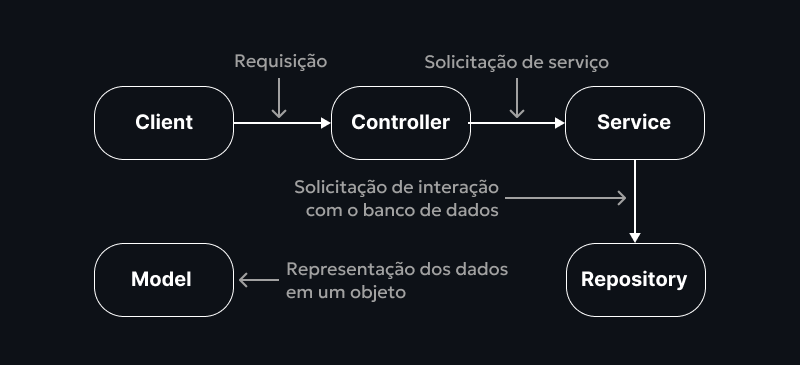 Requisição
Solicitação de serviço
Client
Controller
Service
Solicitação de interação
com o banco de dados
Model
Representação dos dados
em um objeto
Repository